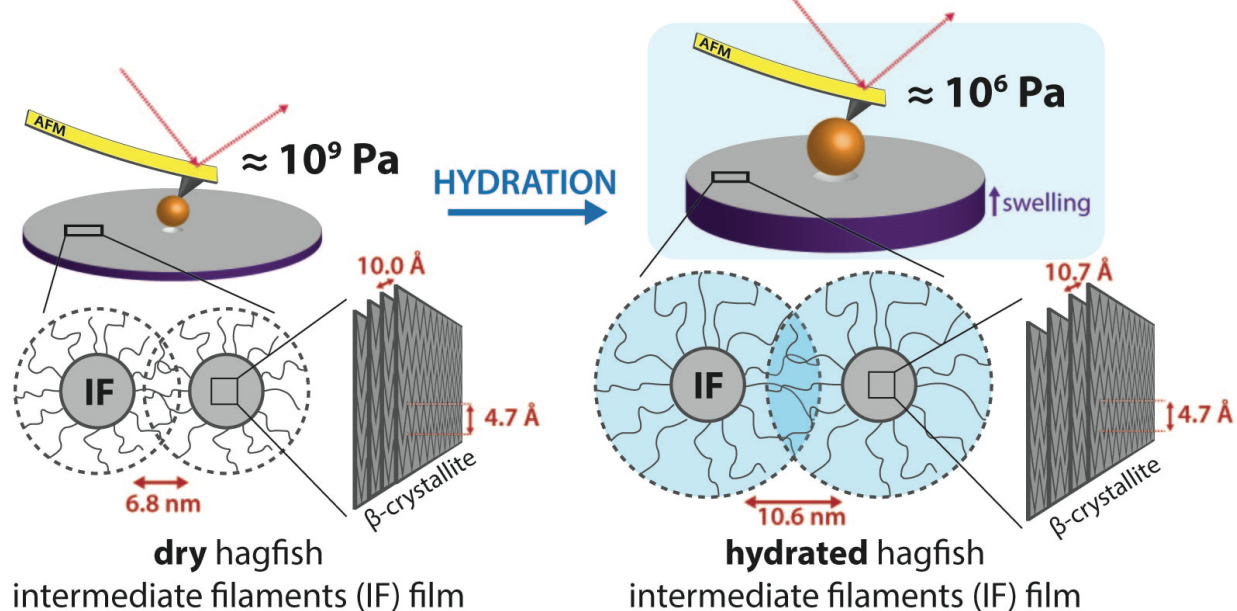 AFM
≈ 10⁹ Pa
HYDRATION
AFM
≈ 10⁶ Pa
swelling
10.0 Å
IF
4.7 Å
6.8 nm
β-crystallite
dry hagfish
intermediate filaments (IF) film
10.7 Å
IF
4.7 Å
10.6 nm
β-crystallite
hydrated hagfish
intermediate filaments (IF) film